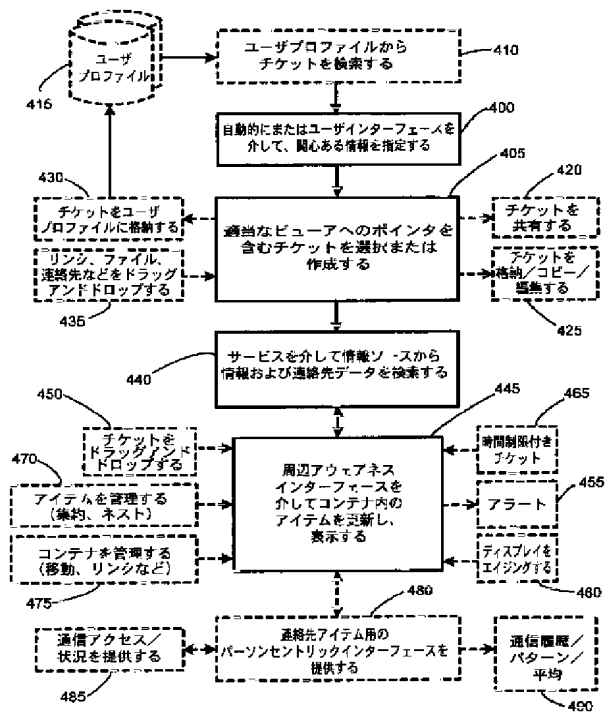 ユーザ
プロファイル
415
ユーザプロファイルから
チケットを検索する
410
400
自動的にまたはユーザインターフェースを
介して、関心ある情報を指定する
430
405
420
チケットをユーザ
プロファイルに格納する
適当なビューアへのポインタを
含むチケットを選択または
作成する
チケットを
共有する
リンシ、ファイル、
連絡先などをドラッグ
アンドドロップする
チケットを
格納／コピー／
編集する
435
425
440
サービスを介して情報ソースから
情報および連絡先データを検索する
450
445
465
チケットを
ドラッグアンド
ドロップする
時間制限付き
チケット
470
周辺アウェアネス
インターフェースを
介してコンテナ内の
アイテムを更新し、
表示する
455
アイテムを管理する
（集約、ネスト）
アラート
コンテナを管理する
（移動、リンシなど）
ディスプレイを
エイジングする
475
480
460
通信アクセス／
状況を提供する
連絡先アイテム用の
パーソンセントリックインターフェースを
提供する
通信履歴／
パターン／
平均
485
490